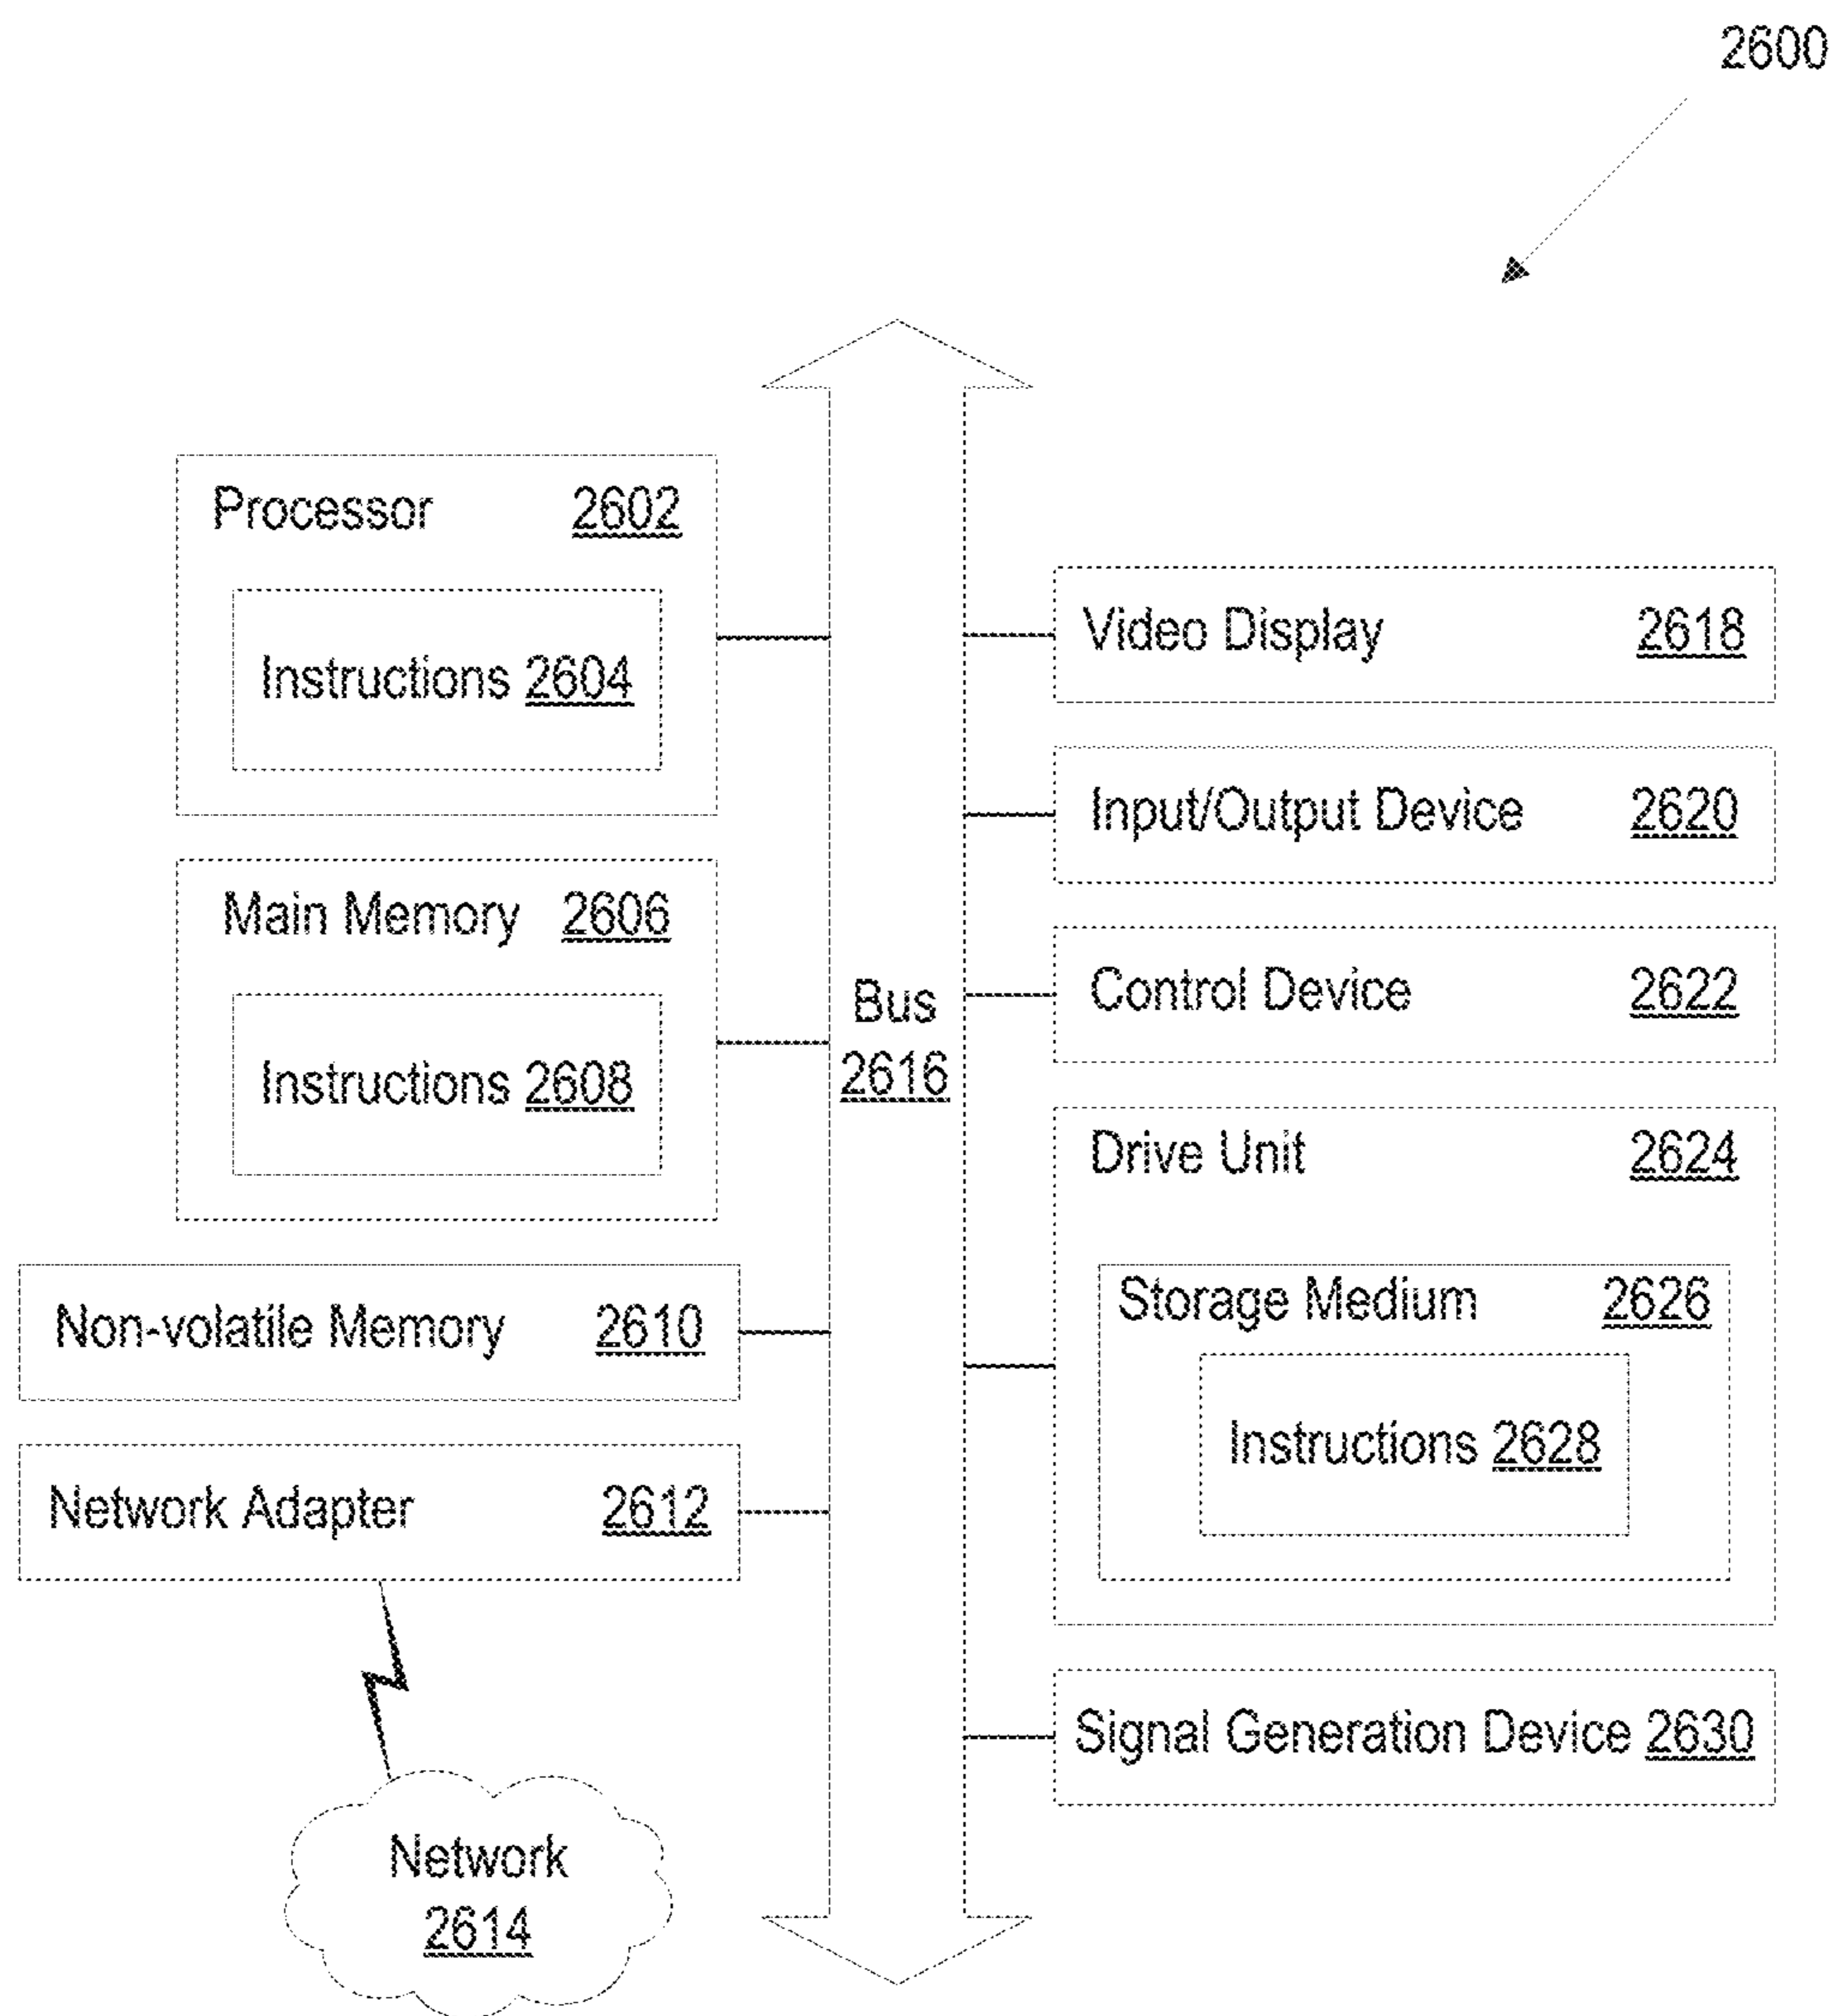 2600
Processor 2602
Instructions 2604
Main Memory 2606
Instructions 2608
Non-volatile Memory 2610
Network Adapter 2612
Network
2614
Bus
2616
Video Display 2618
Input/Output Device 2620
Control Device 2622
Drive Unit 2624
Storage Medium 2626
Instructions 2628
Signal Generation Device 2630